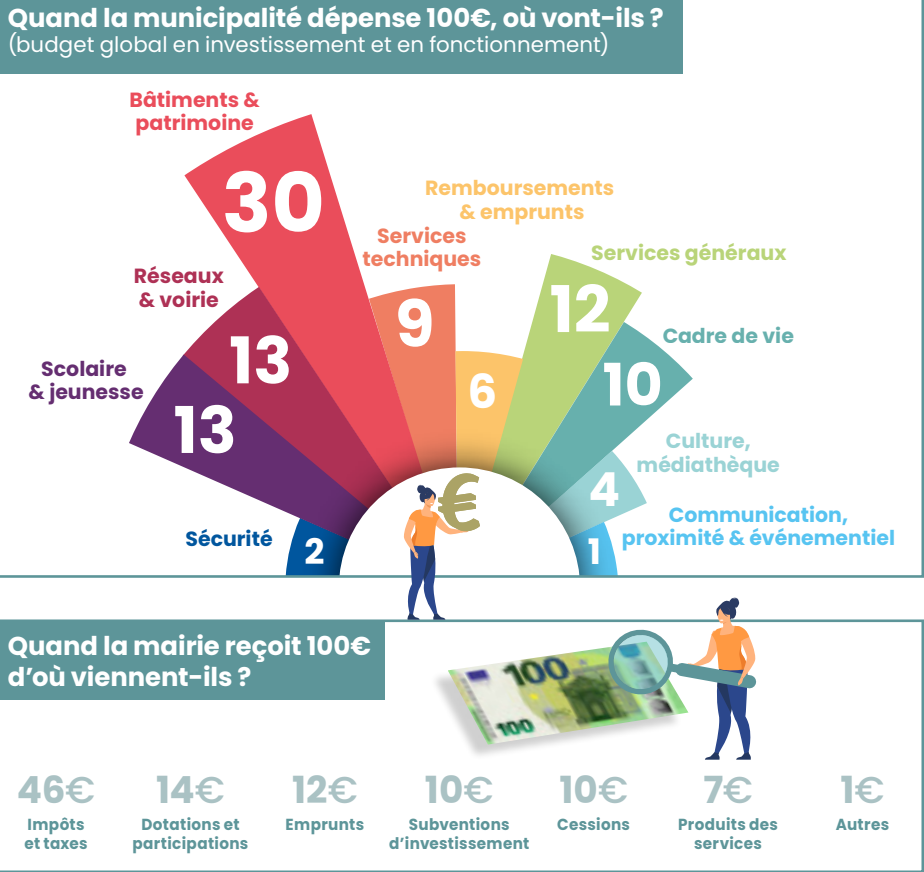 Quand la municipalité dépense 100€, où vont-ils ?
(budget global en investissement et en fonctionnement)
Bâtiments &
patrimoine
30
Remboursements
& emprunts
6
Services
techniques
9
Services généraux
12
Réseaux
& voirie
13
Cadre de vie
10
Scolaire
& jeunesse
13
Culture,
médiathèque
4
Communication,
proximité & événementiel
1
Sécurité
2
€
Quand la mairie reçoit 100€
d'où viennent-ils ?
100
100
46€
Impôts
et taxes
14€
Dotations et
participations
12€
Emprunts
10€
Subventions
d'investissement
10€
Cessions
7€
Produits des
services
1€
Autres